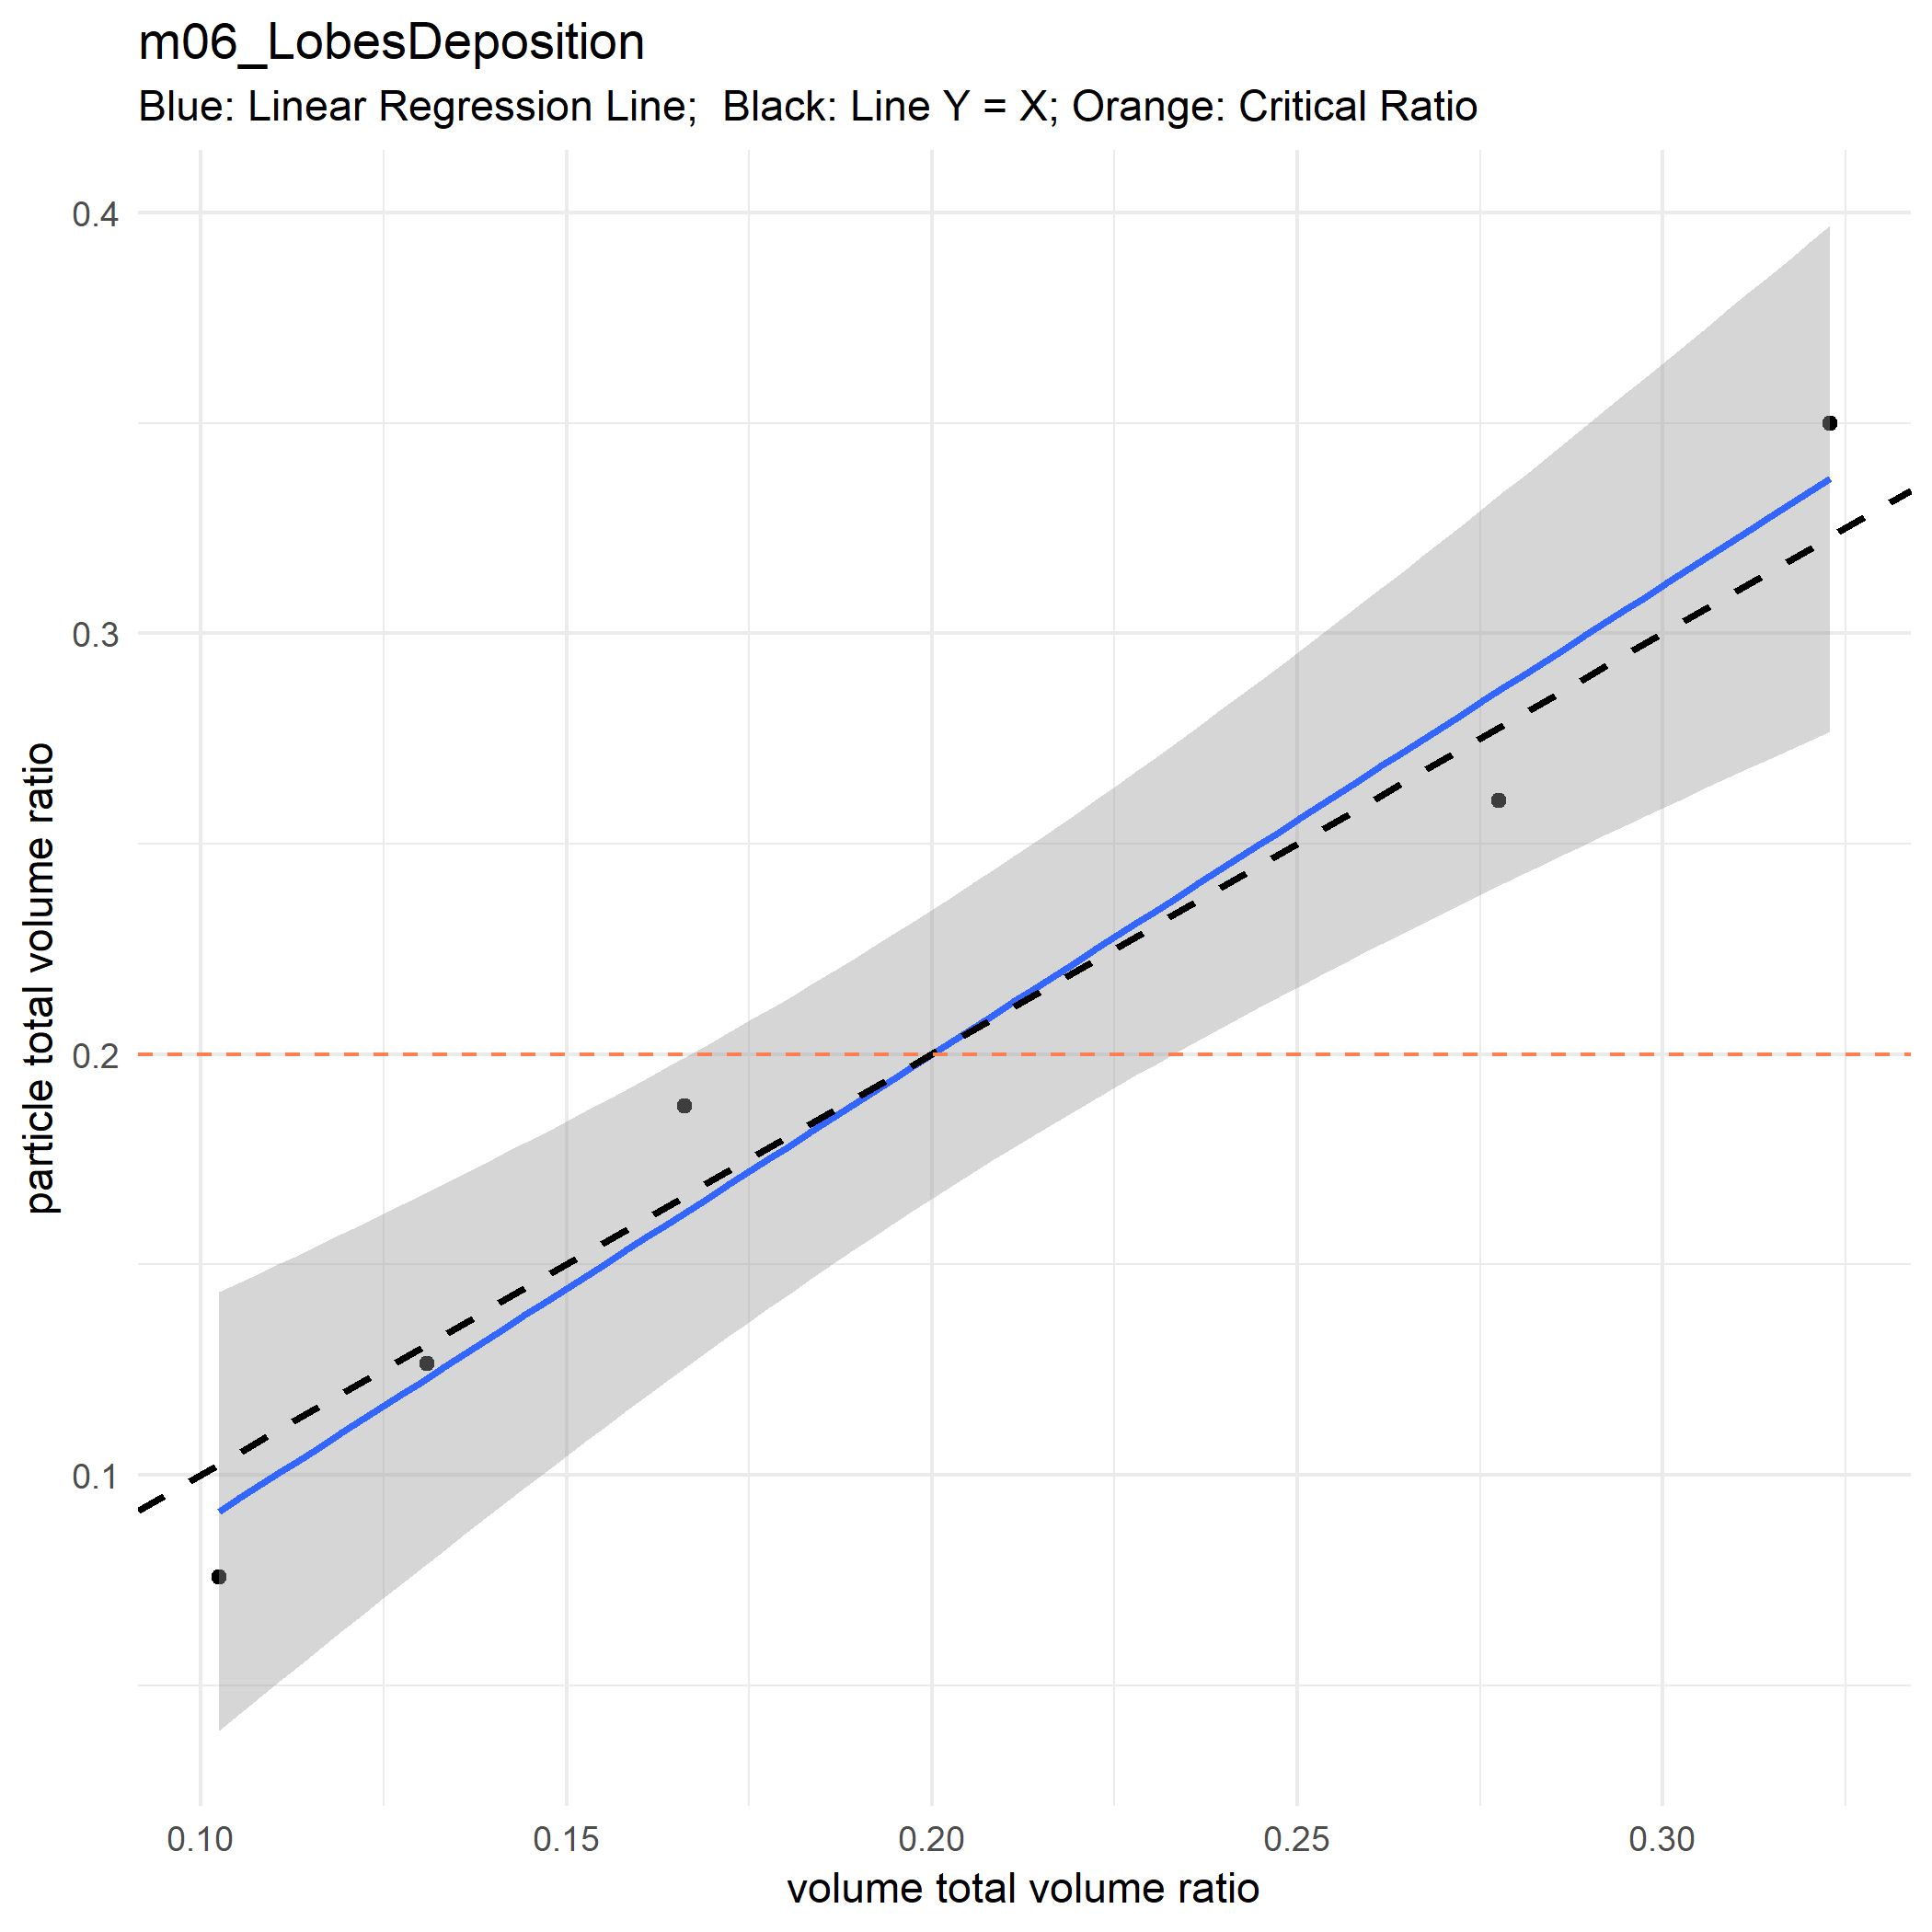 m06_LobesDeposition
Blue: Linear Regression Line;  Black: Line Y = X; Orange: Critical Ratio
0.4
0.3
0.2
0.1
particle total volume ratio
0.10 0.15 0.20 0.25 0.30
volume total volume ratio